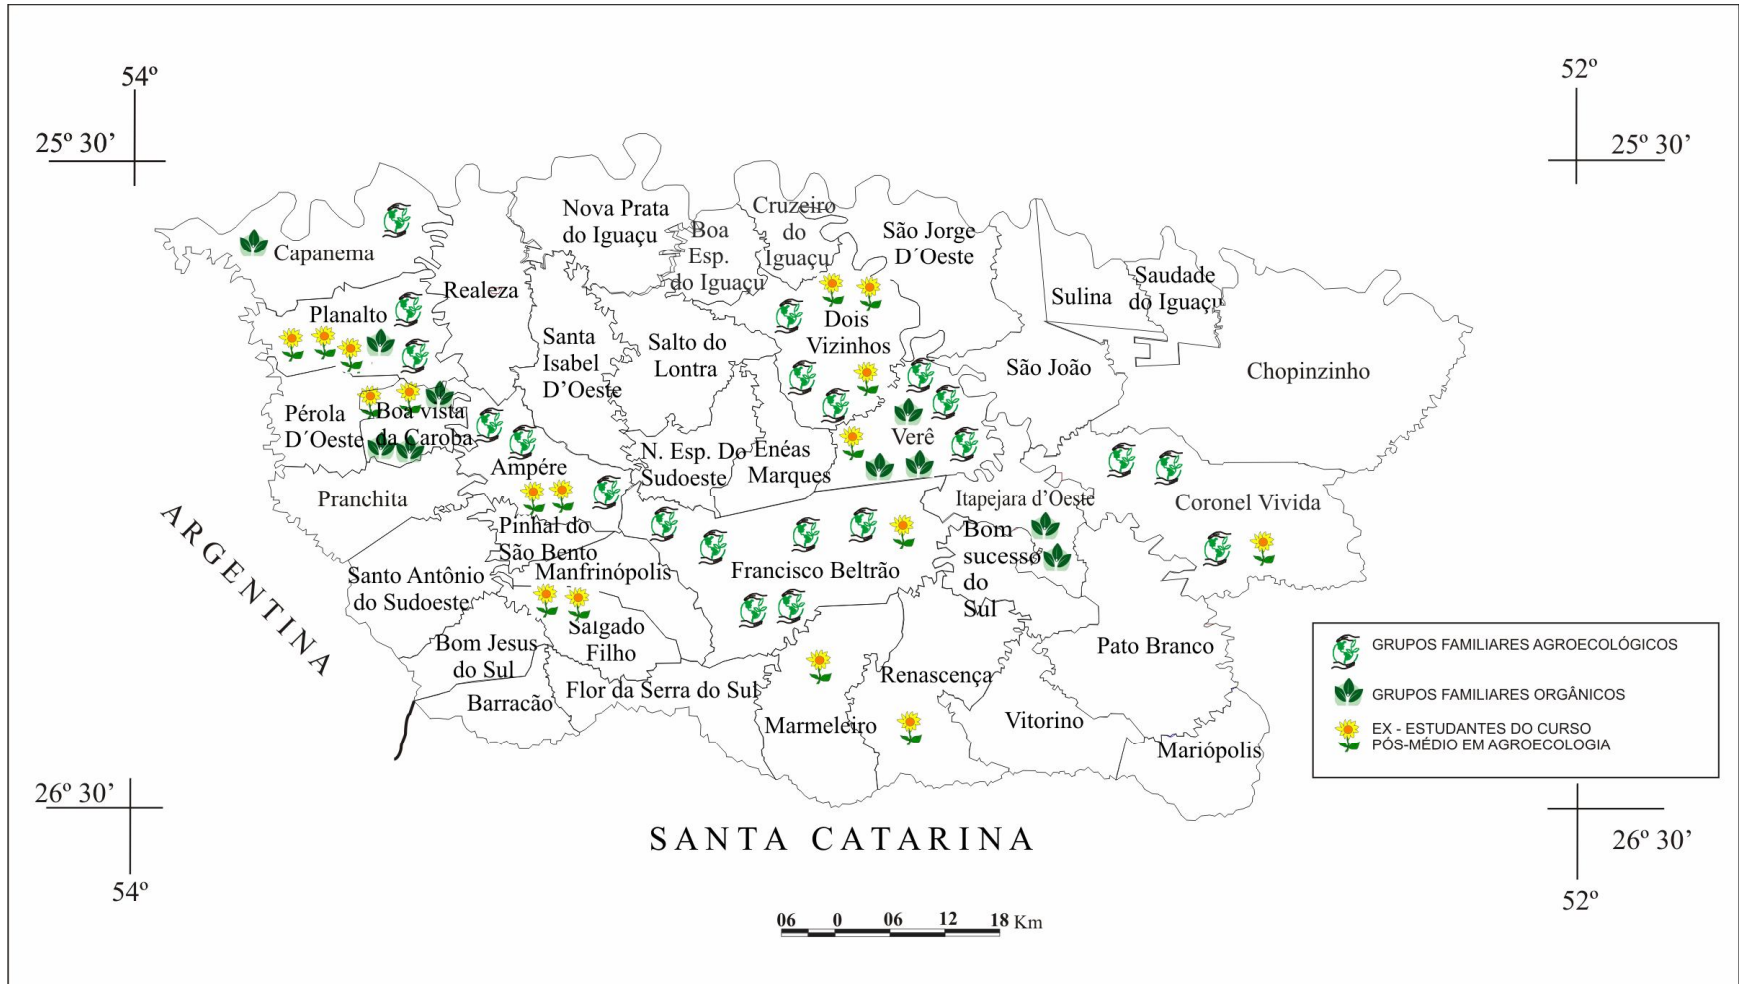 54º
52º
25º 30’
25º 30’
Nova Prata
do Iguaçu
Boa
Esp.
do Iguaçu
Cruzeiro
do
Iguaçu
São Jorge
D´Oeste
Capanema
Realeza
Sulina
Saudade
do Iguaçu
Planalto
Santa
Isabel
D’Oeste
Salto do
Lontra
Dois
Vizinhos
São João
Chopinzinho
Pérola
D´Oeste
Boa vista
da Caroba
Ampére
N. Esp. Do
Sudoeste
Enéas
Marques
Verê
Pranchita
Itapejara d’Oeste
Coronel Vivida
ARGENTINA
Pinhal do
São Bento
Manfrinópolis
Francisco Beltrão
Bom
sucesso
do
Sul
Santo Antônio
do Sudoeste
Salgado
Filho
Bom Jesus
do Sul
Pato Branco
Barracão
Flor da Serra do Sul
Renascença
Marmeleiro
Vitorino
Mariópolis
GRUPOS FAMILIARES AGROECOLÓGICOS
GRUPOS FAMILIARES ORGÂNICOS
EX - ESTUDANTES DO CURSO
PÓS-MÉDIO EM AGROECOLOGIA
26º 30’
26º 30’
SANTA CATARINA
54º
52º
06 0 06 12 18 Km